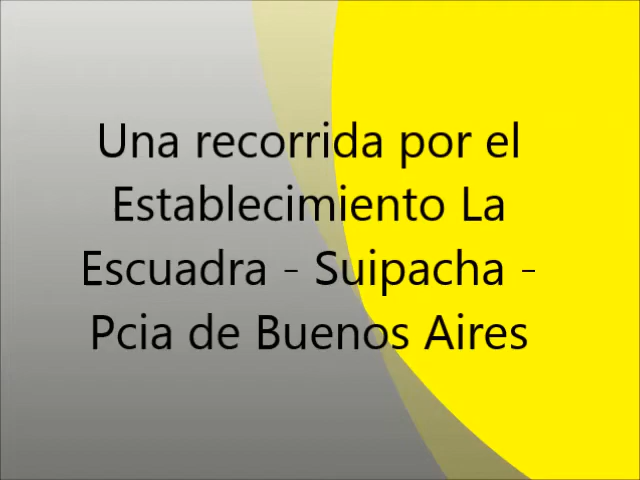 Una recorrida por el
Establecimiento La
Escuadra - Suipacha -
Pcia de Buenos Aires